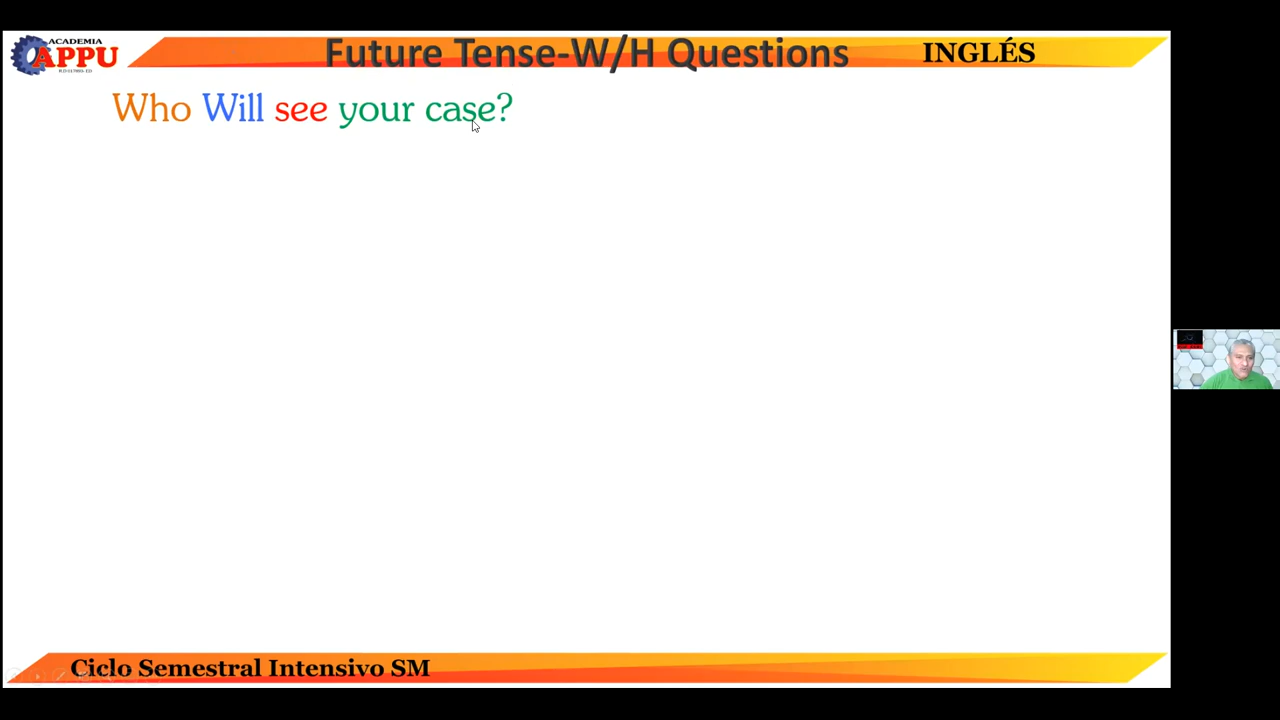 ACADEMIA
APPU
Future Tense-W/H Questions
INGLÉS
Who Will see your case?
Ciclo Semestral Intensivo SM